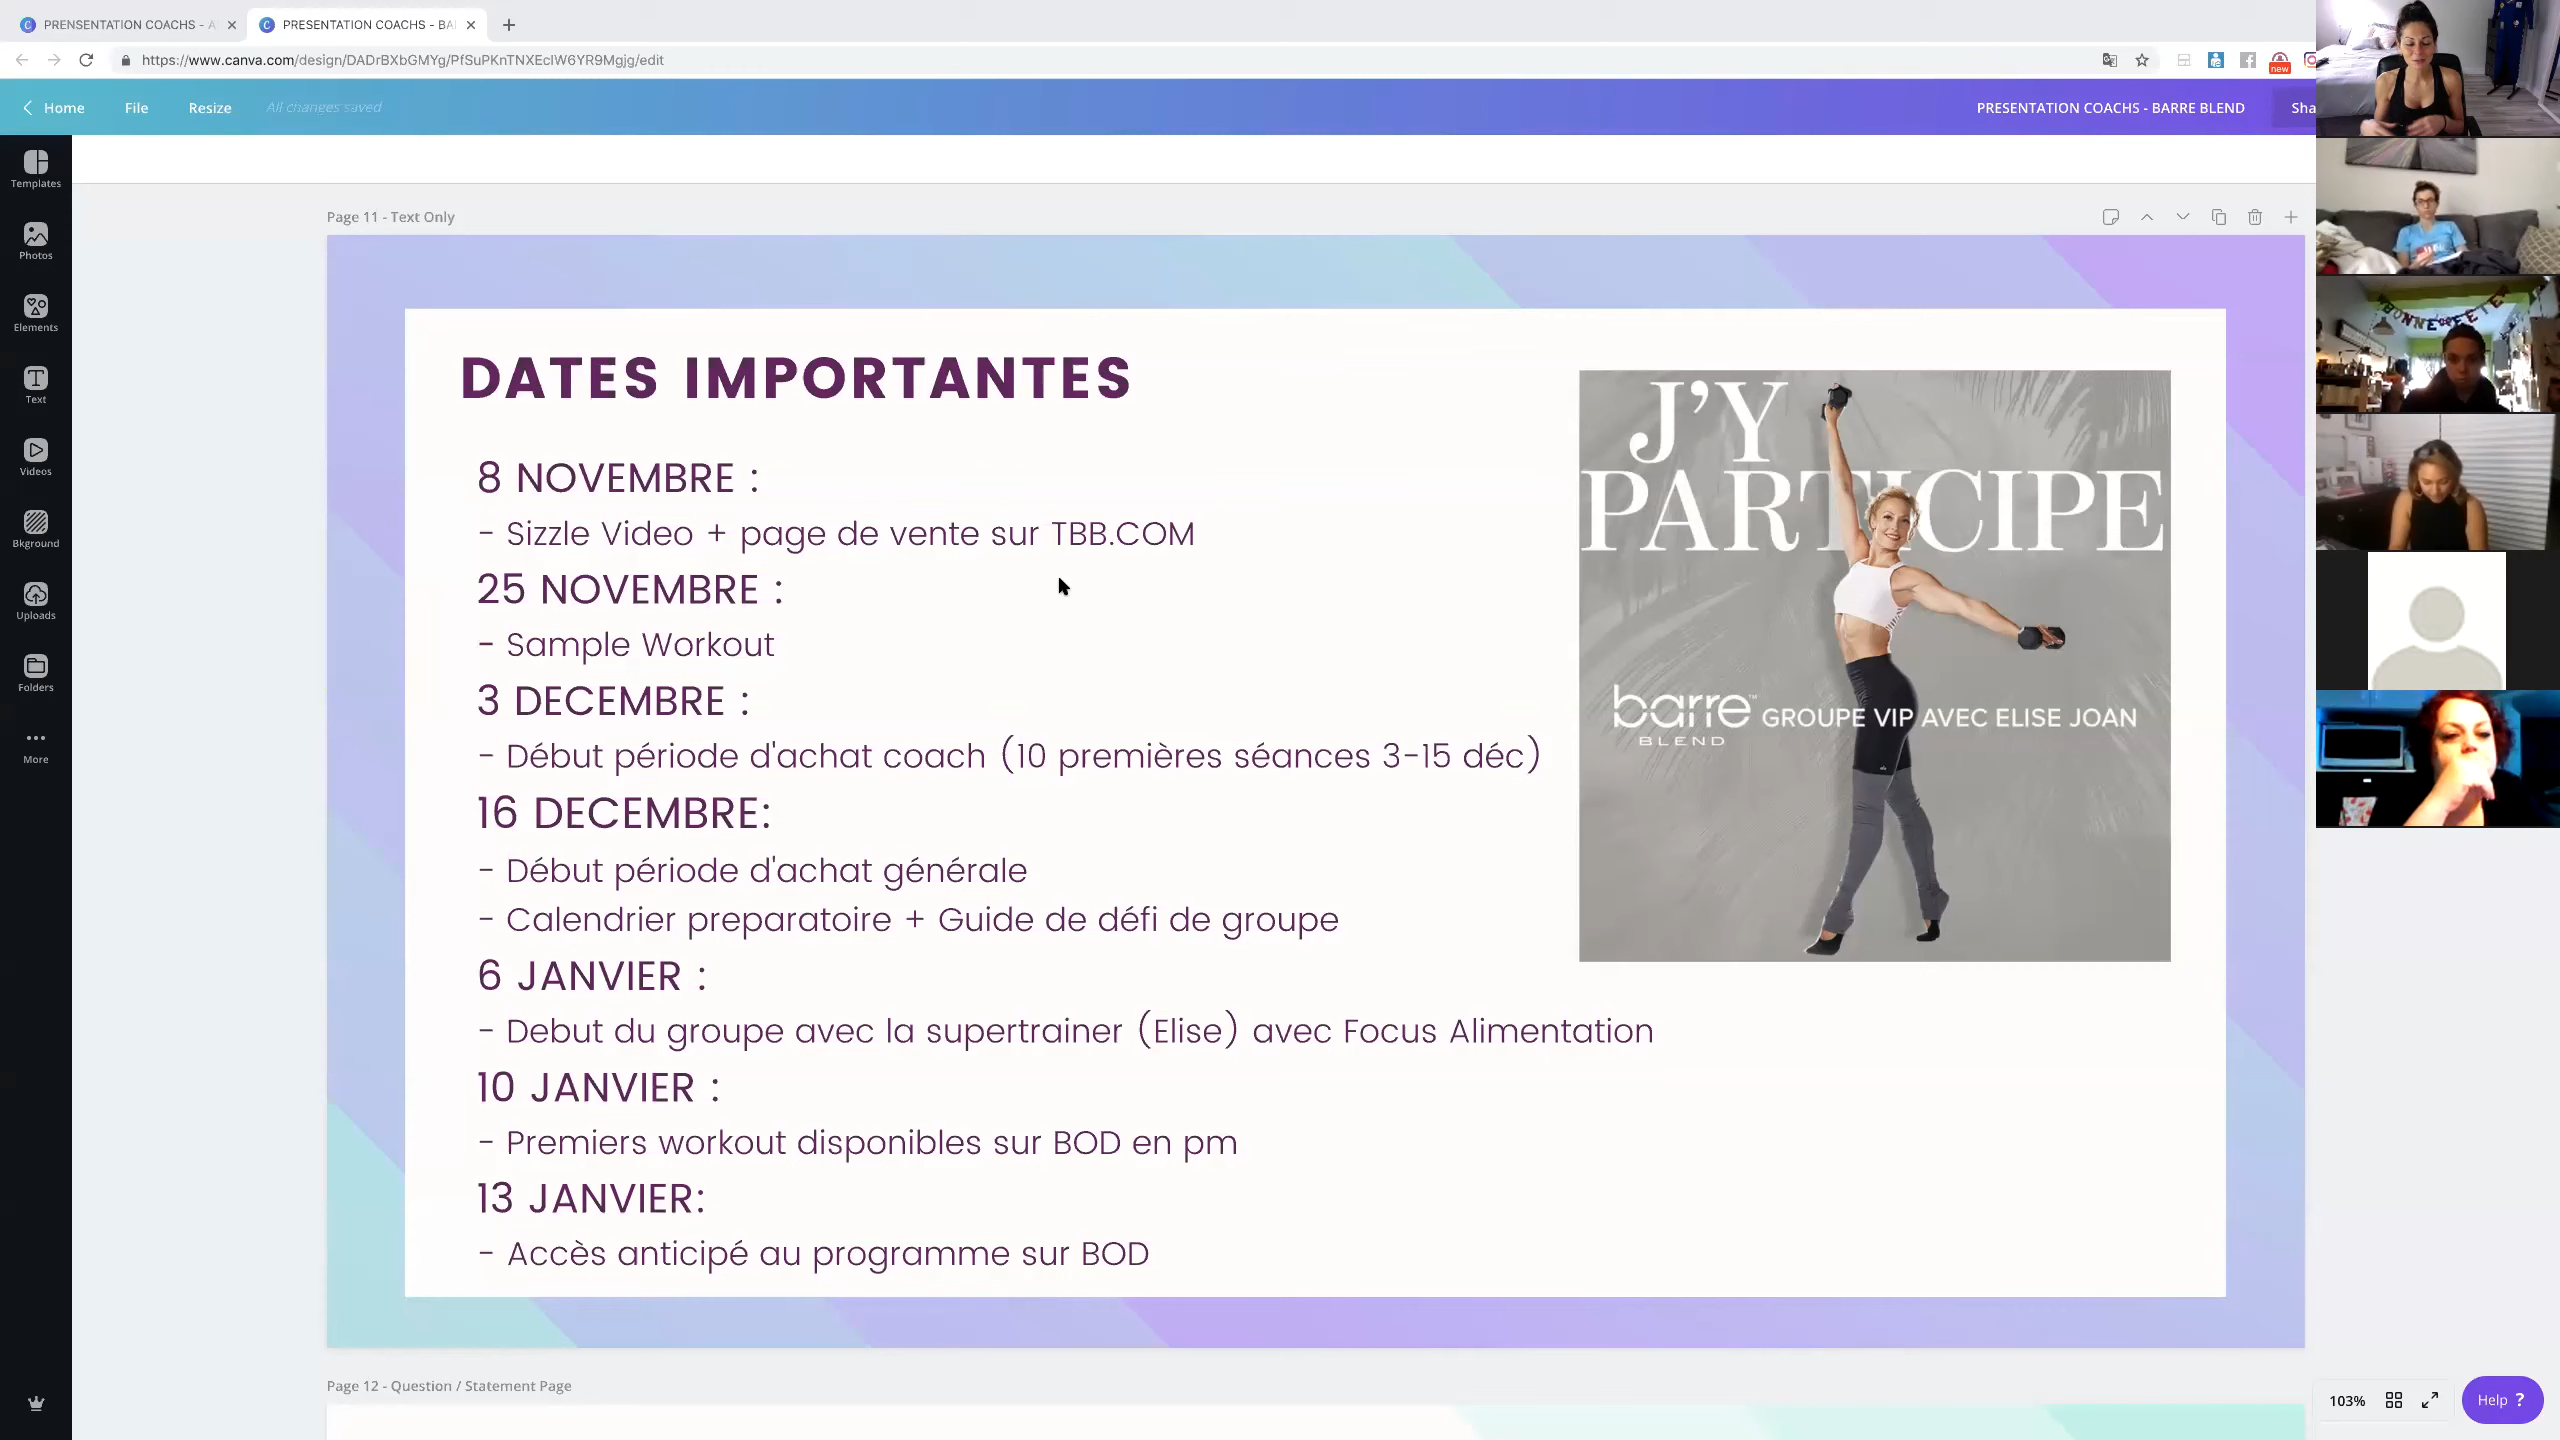 PRENSENTATION COACHS - A
PRESENTATION COACHS - BA
https://www.canva.com/design/DADrBXbGMYg/PfSuPKnTNXEcIW6YR9Mgjg/edit
new
Home
File
Resize
All changes saved
PRESENTATION COACHS - BARRE BLEND
Sha
Templates
Photos
Elements
Text
Videos
Bkground
Uploads
Folders
More
Page 11 - Text Only
DATES IMPORTANTES
8 NOVEMBRE :
- Sizzle Video + page de vente sur TBB.COM
25 NOVEMBRE :
- Sample Workout
3 DECEMBRE :
- Début période d'achat coach (10 premières séances 3-15 déc)
16 DECEMBRE:
- Début période d'achat générale
- Calendrier preparatoire + Guide de défi de groupe
6 JANVIER :
- Debut du groupe avec la supertrainer (Elise) avec Focus Alimentation
10 JANVIER :
- Premiers workout disponibles sur BOD en pm
13 JANVIER:
- Accès anticipé au programme sur BOD
J'Y
PARTICIPE
barre™ GROUPE VIP AVEC ELISE JOAN
BLEND
BONNE FETE
Page 12 - Question / Statement Page
103%
Help ?